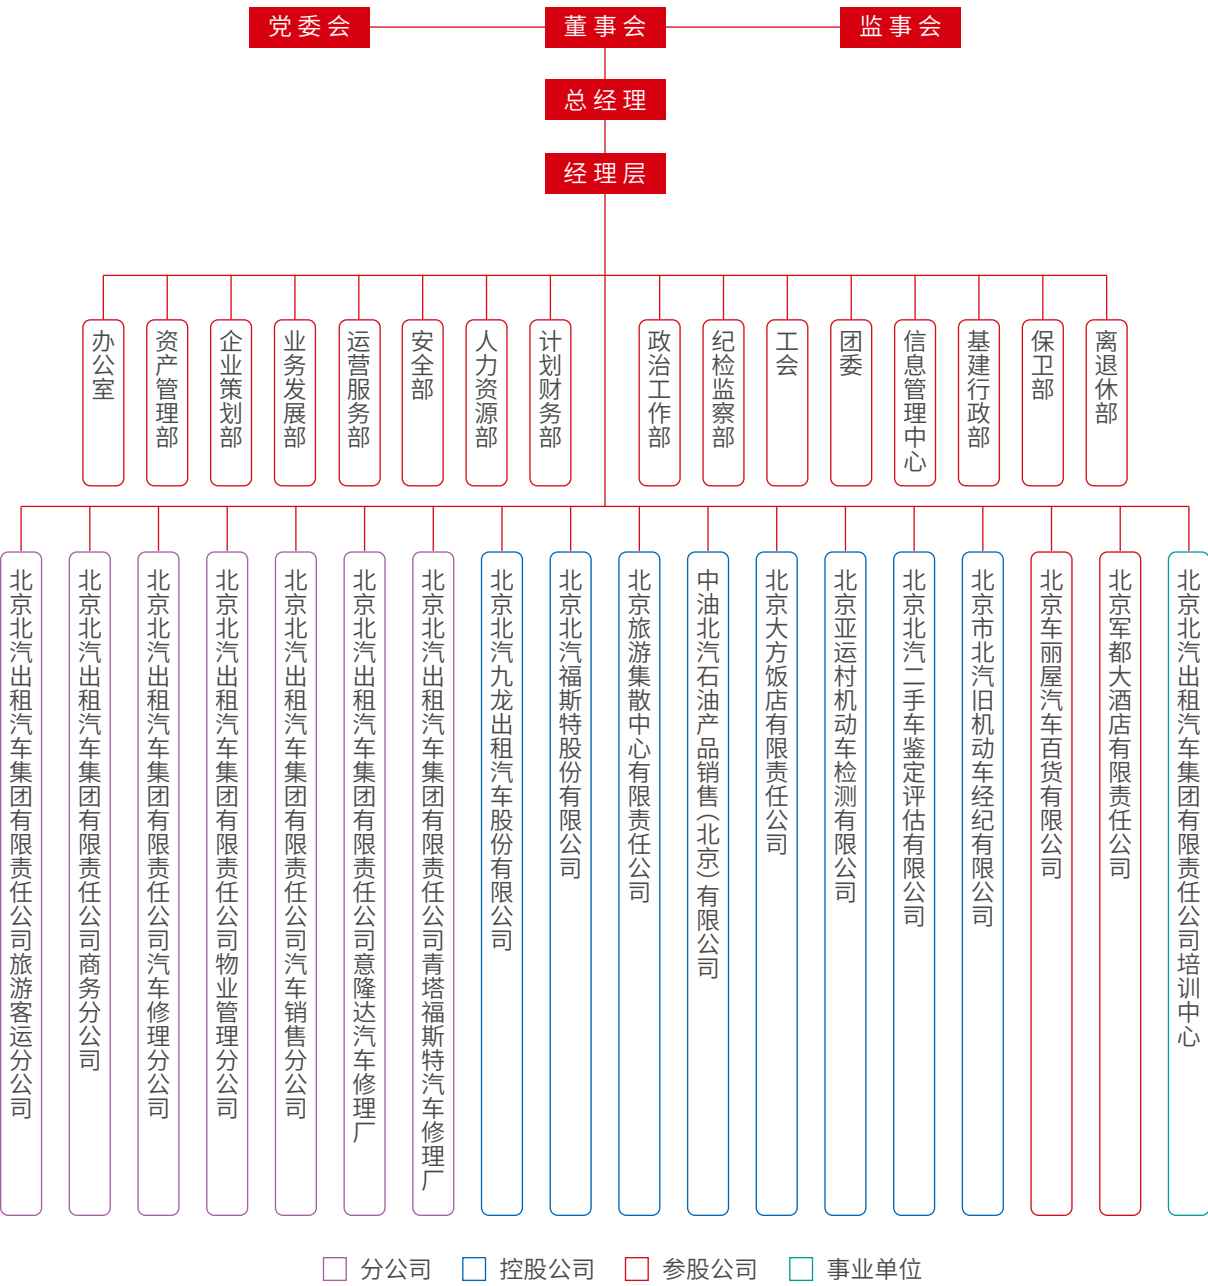 党委会
董事会
监事会
总经理
经理层
办公室
资产管理部
企业策划部
业务发展部
运营服务部
安全部
人力资源部
计划财务部
政治工作部
纪检监察部
工会
团委
信息管理中心
基建行政部
保卫部
离退休部
北京北汽出租汽车集团有限责任公司旅游客运分公司
北京北汽出租汽车集团有限责任公司商务分公司
北京北汽出租汽车集团有限责任公司汽车修理分公司
北京北汽出租汽车集团有限责任公司物业管理分公司
北京北汽出租汽车集团有限责任公司汽车销售分公司
北京北汽出租汽车集团有限责任公司意隆达汽车修理厂
北京北汽出租汽车集团有限责任公司青塔福斯特汽车修理厂
北京北汽九龙出租汽车股份有限公司
北京北汽福斯特股份有限公司
北京旅游集散中心有限责任公司
中油北汽石油产品销售（北京）有限公司
北京大方饭店有限责任公司
北京亚运村机动车检测有限公司
北京北汽二手车鉴定评估有限公司
北京市北汽旧机动车经纪有限公司
北京车丽屋汽车百货有限公司
北京军都大酒店有限责任公司
北京北汽出租汽车集团有限责任公司培训中心
分公司
控股公司
参股公司
事业单位